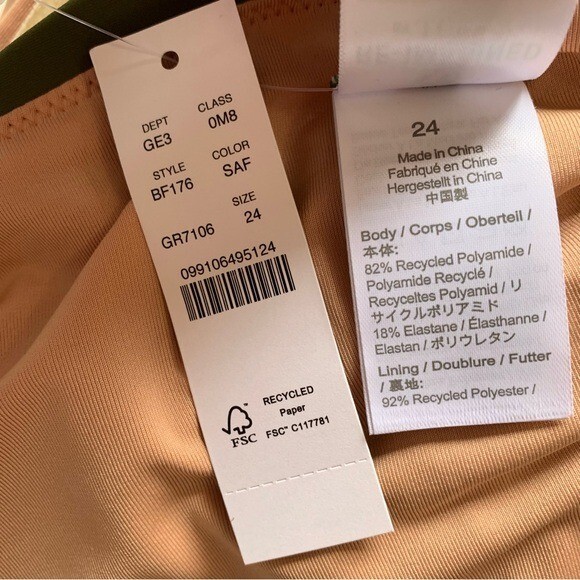 DEPT
GE3
CLASS
0M8
STYLE
BF176
COLOR
SAF
GR7106
SIZE
24
099106495124
FSC
RECYCLED
Paper
FSC™ C117781
24
Made in China
Fabriqué en Chine
Hergestellt in China
中国製
Body / Corps / Oberteil /
本体:
82% Recycled Polyamide /
Polyamide Recyclé /
Recyceltes Polyamid / リ
サイクルポリアミド
18% Elastane / Élasthanne /
Elastan / ポリウレタン
Lining / Doublure / Futter
/ 裏地:
92% Recycled Polyester /